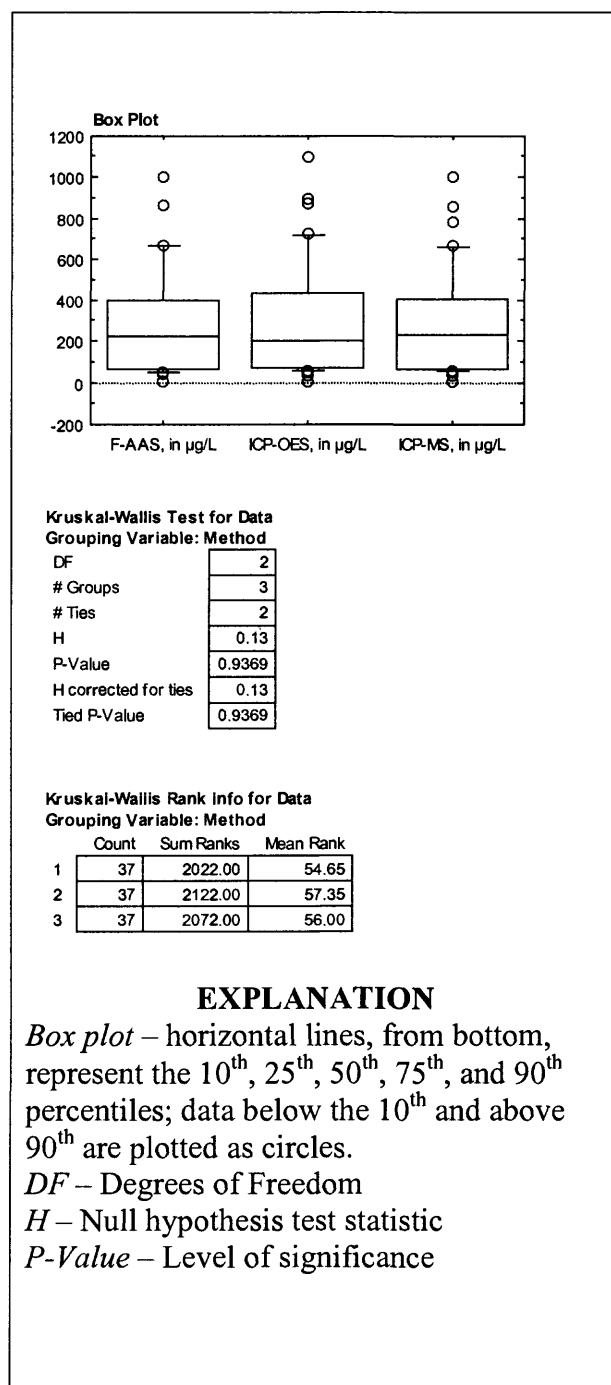 Box Plot
1200
1000
800
600
400
200
0
-200
F-AAS, in µg/L ICP-OES, in µg/L ICP-MS, in µg/L
Kruskal-Wallis Test for Data
Grouping Variable: Method
DF 2
# Groups 3
# Ties 2
H 0.13
P-Value 0.9369
H corrected for ties 0.13
Tied P-Value 0.9369
Kruskal-Wallis Rank Info for Data
Grouping Variable: Method
Count Sum Ranks Mean Rank
1 37 2022.00 54.65
2 37 2122.00 57.35
3 37 2072.00 56.00
EXPLANATION
Box plot – horizontal lines, from bottom,
represent the 10th, 25th, 50th, 75th, and 90th
percentiles; data below the 10th and above
90th are plotted as circles.
DF – Degrees of Freedom
H – Null hypothesis test statistic
P-Value – Level of significance